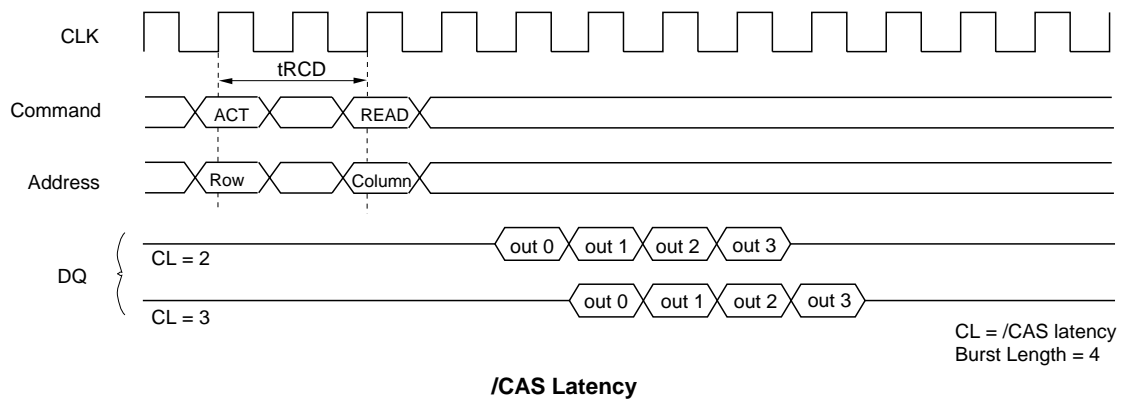 CLK
tRCD
Command ACT READ
Address Row Column
out 0 out 1 out 2 out 3
CL = 2
DQ
out 0 out 1 out 2 out 3
CL = 3
CL = /CAS latency
Burst Length = 4
/CAS Latency